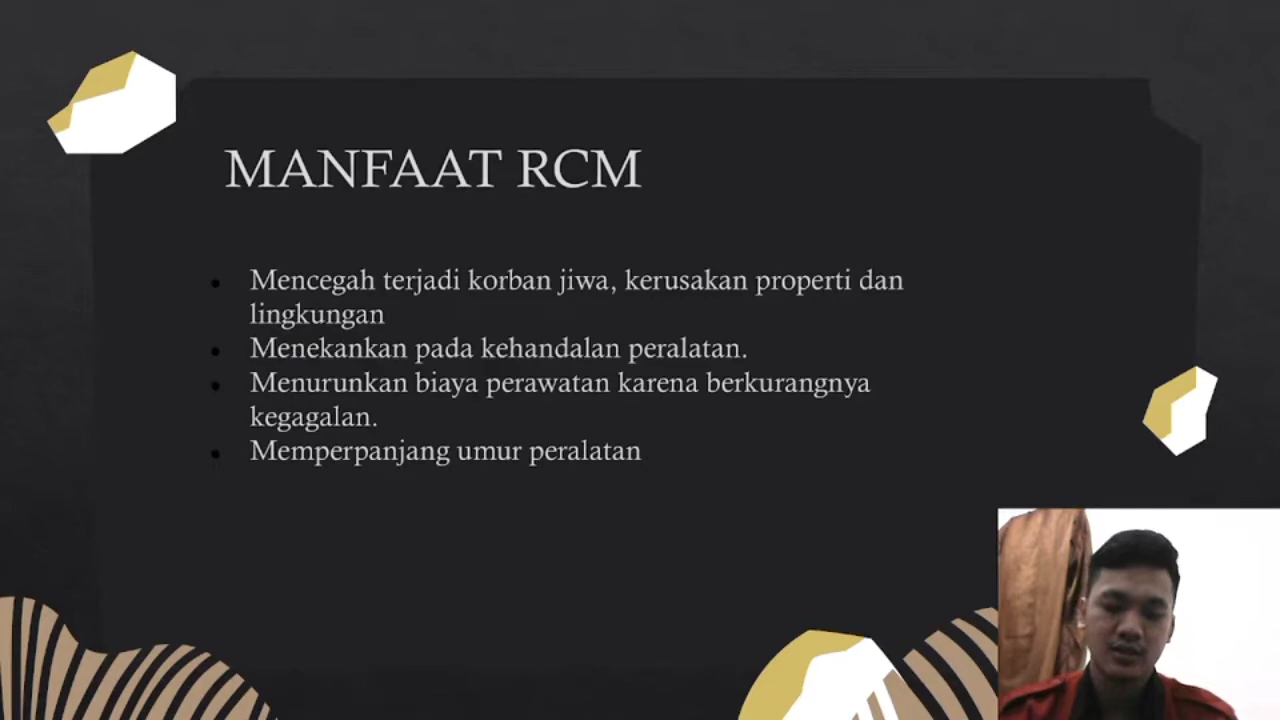 MANFAAT RCM
Mencegah terjadi korban jiwa, kerusakan properti dan
lingkungan
Menekankan pada kehandalan peralatan.
Menurunkan biaya perawatan karena berkurangnya
kegagalan.
Memperpanjang umur peralatan